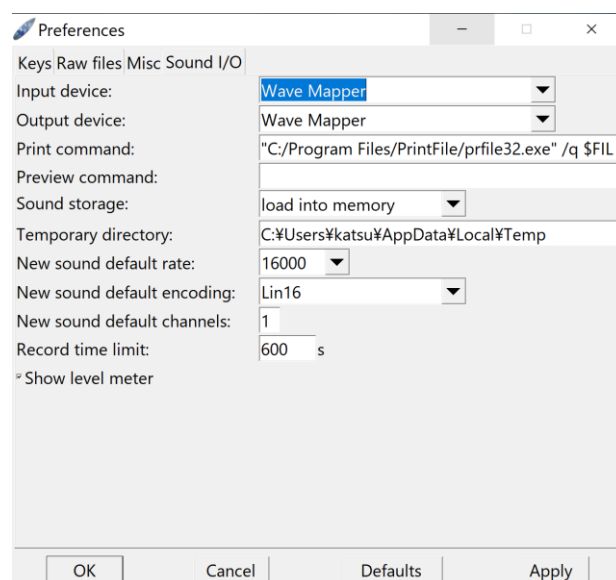 Preferences
Keys Raw files Misc Sound I/O
Input device: Wave Mapper
Output device: Wave Mapper
Print command: "C:/Program Files/PrintFile/prfile32.exe" /q $FIL
Preview command:
Sound storage: load into memory
Temporary directory: C:¥Users¥katsu¥AppData¥Local¥Temp
New sound default rate: 16000
New sound default encoding: Lin16
New sound default channels: 1
Record time limit: 600 s
Show level meter
OK Cancel Defaults Apply